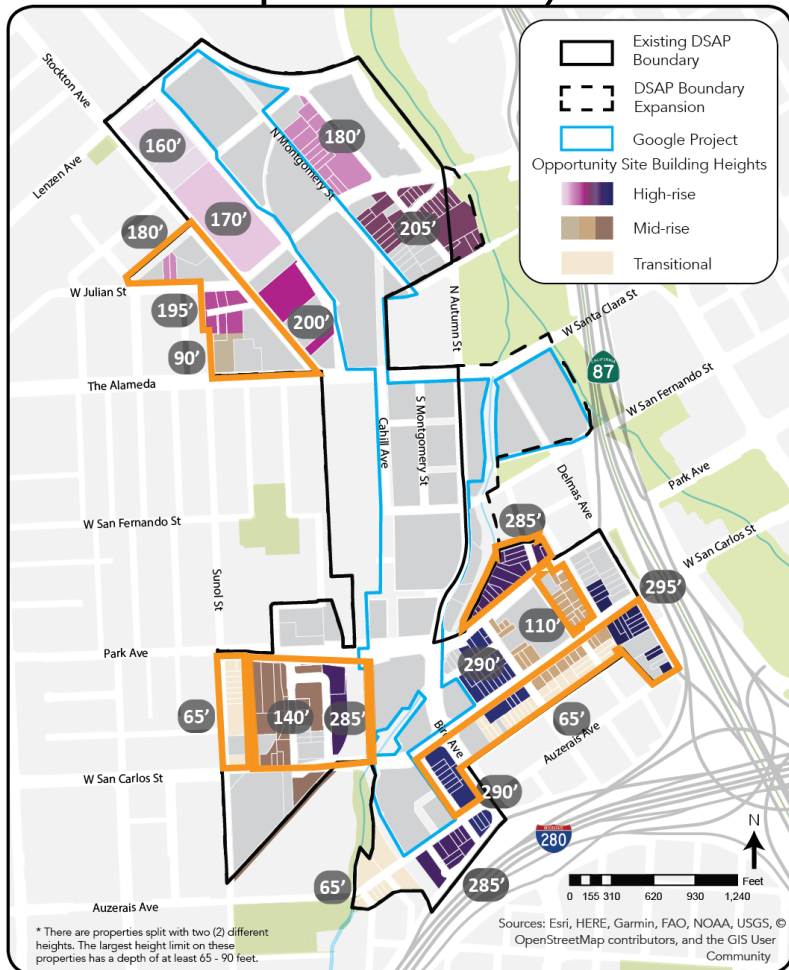 Existing DSAP
Boundary
DSAP Boundary
Expansion
Google Project
Opportunity Site Building Heights
High-rise
Mid-rise
Transitional
Stockton Ave
Lenzen Ave
N Montgomery St
160'
180'
170'
205'
180'
W Julian St
195'
200'
90'
N Autumn St
W Santa Clara St
CALIFORNIA
87
The Alameda
Cahill Ave
S Montgomery St
W San Fernando St
Park Ave
Delmas Ave
W San Carlos St
W San Fernando St
285'
295'
Sunol St
110'
Park Ave
290'
65'
140'
285'
65'
Auzerais Ave
W San Carlos St
290'
280
N
65'
285'
Feet
0 155 310 620 930 1,240
Auzerais Ave
* There are properties split with two (2) different
heights. The largest height limit on these
properties has a depth of at least 65 - 90 feet.
Sources: Esri, HERE, Garmin, FAO, NOAA, USGS, ©
OpenStreetMap contributors, and the GIS User
Community